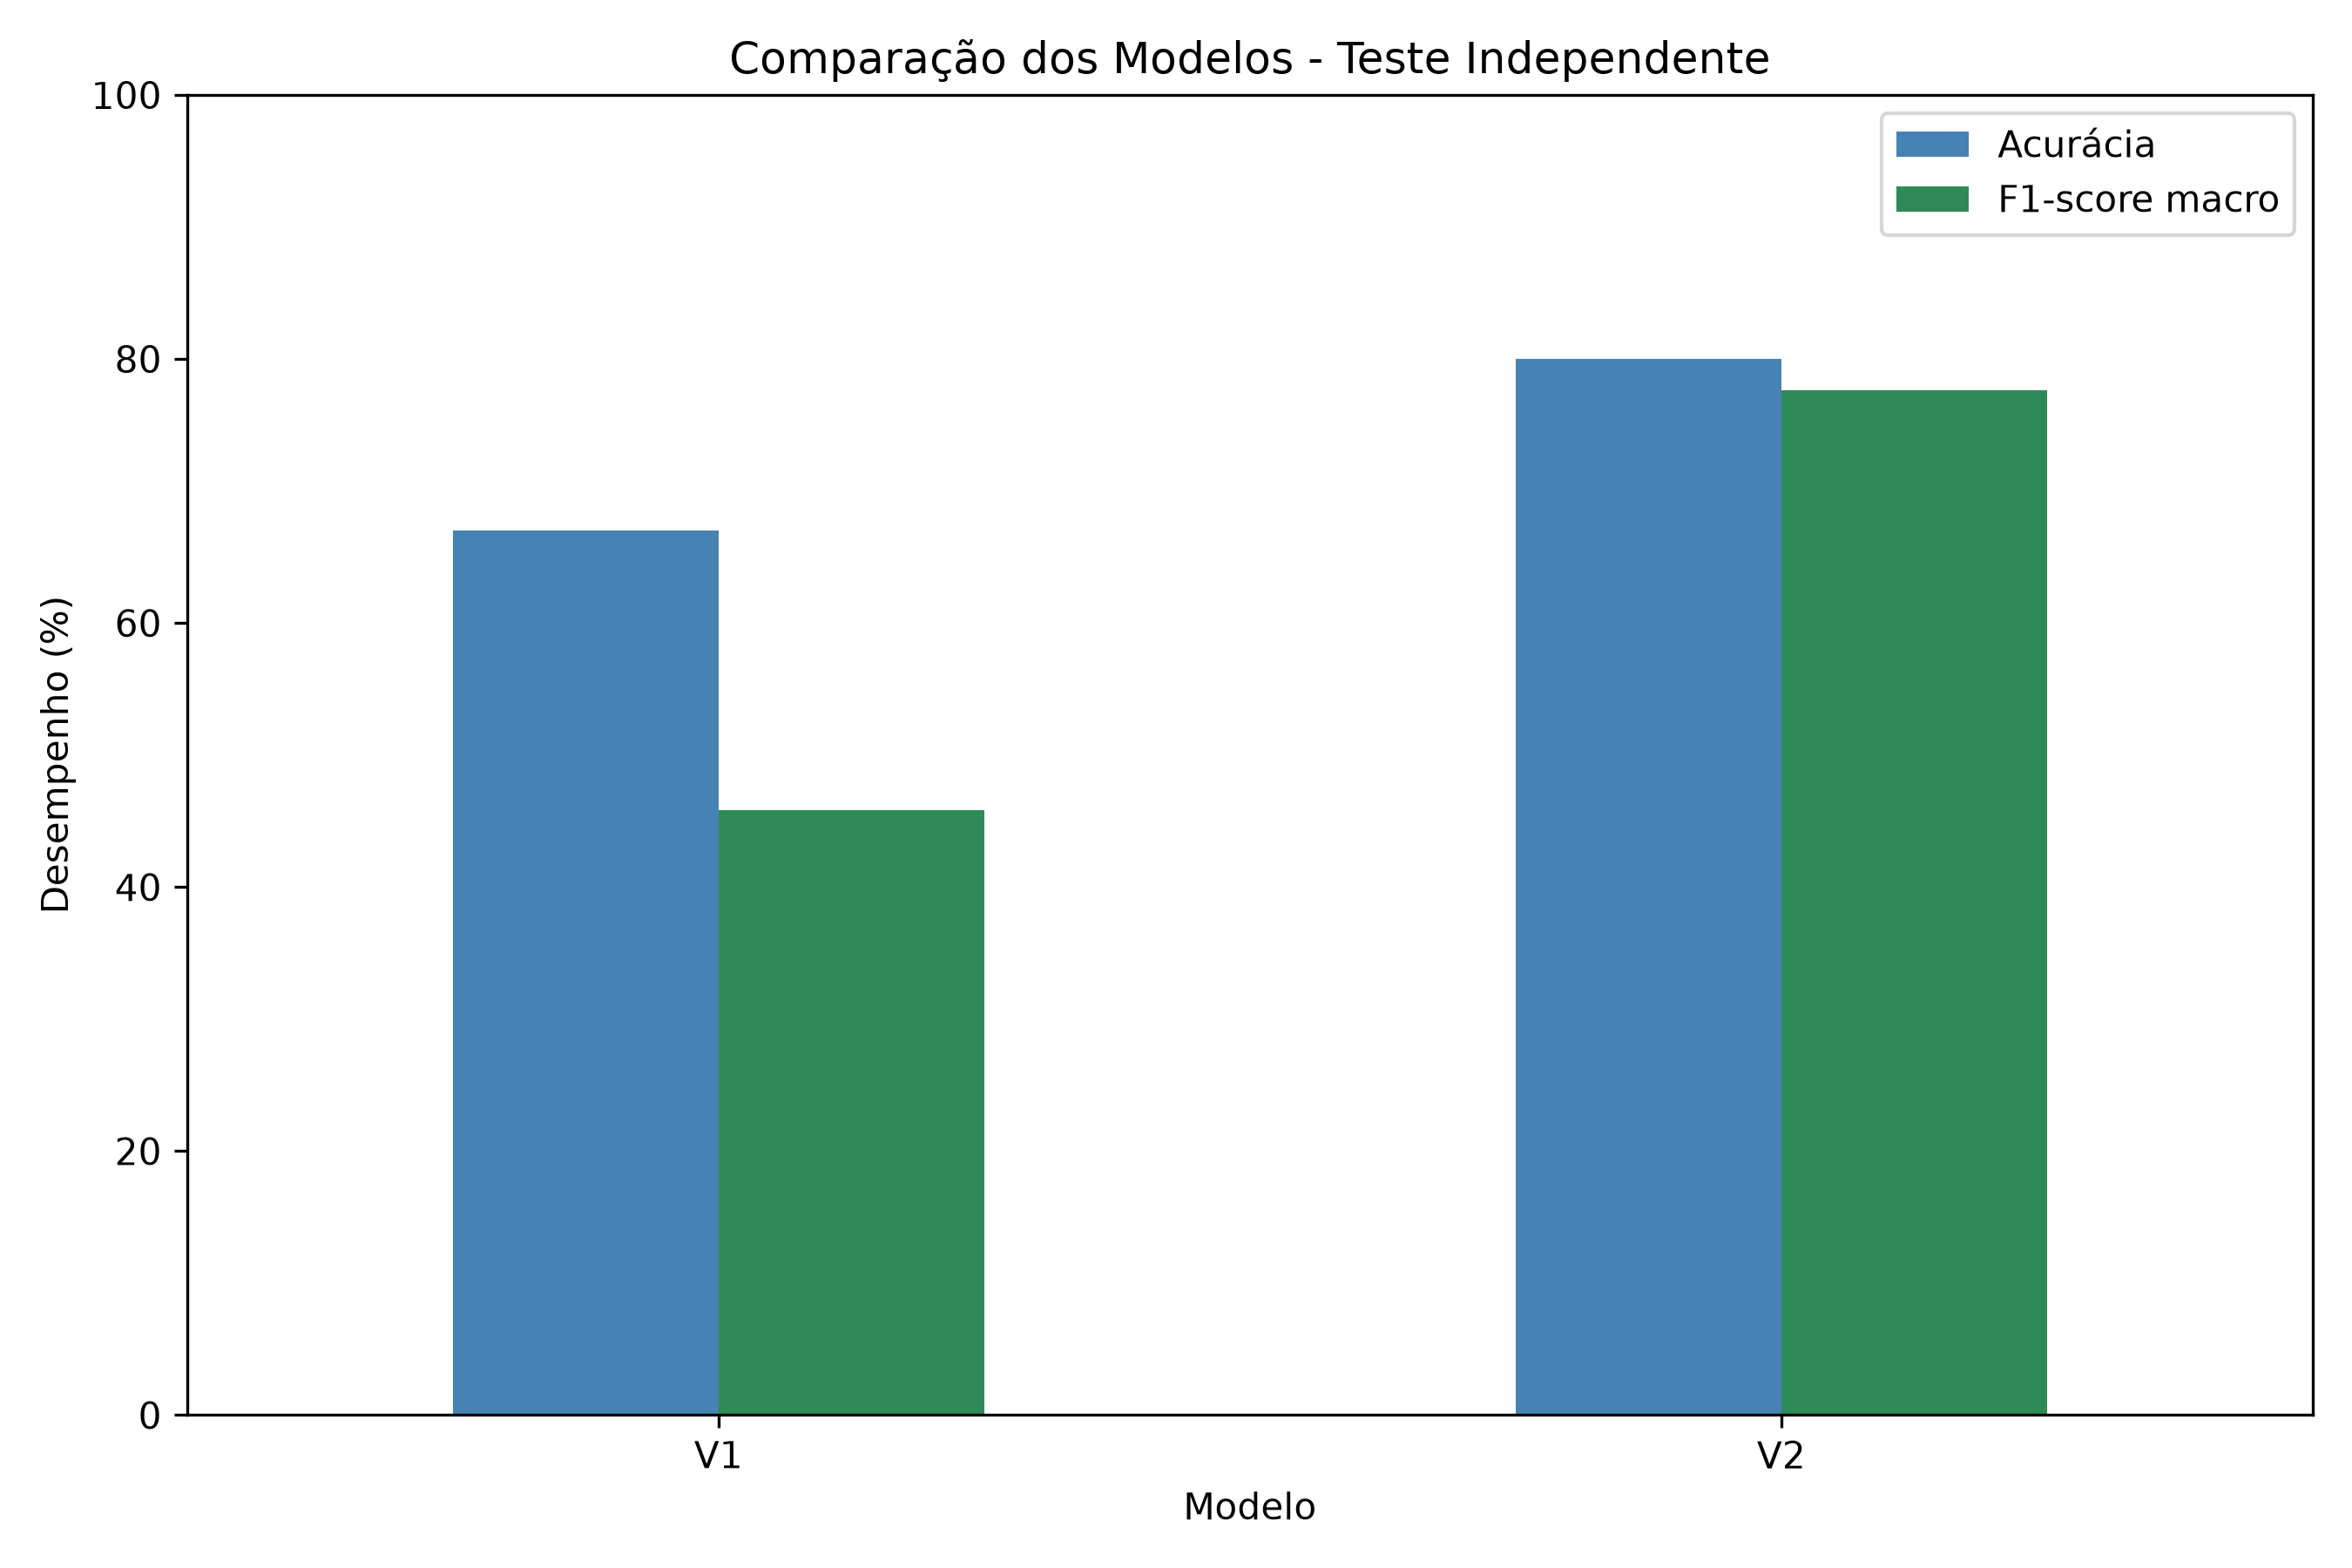 Comparação dos Modelos - Teste Independente
Acurácia
F1-score macro
Desempenho (%)
100
80
60
40
20
0
V1
V2
Modelo